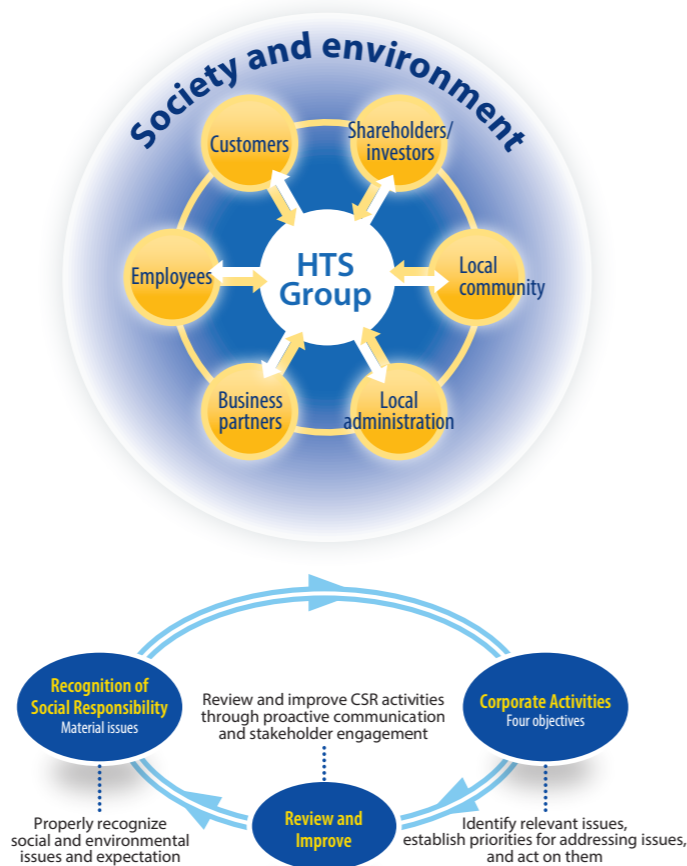 Society and environment
Customers
Shareholders/
investors
Employees
HTS
Group
Local
community
Business
partners
Local
administration
Recognition of
Social Responsibility
Material issues
Review and improve CSR activities
through proactive communication
and stakeholder engagement
Corporate Activities
Four objectives
Properly recognize
social and environmental
issues and expectation
Review and
Improve
Identify relevant issues,
establish priorities for addressing issues,
and act on them